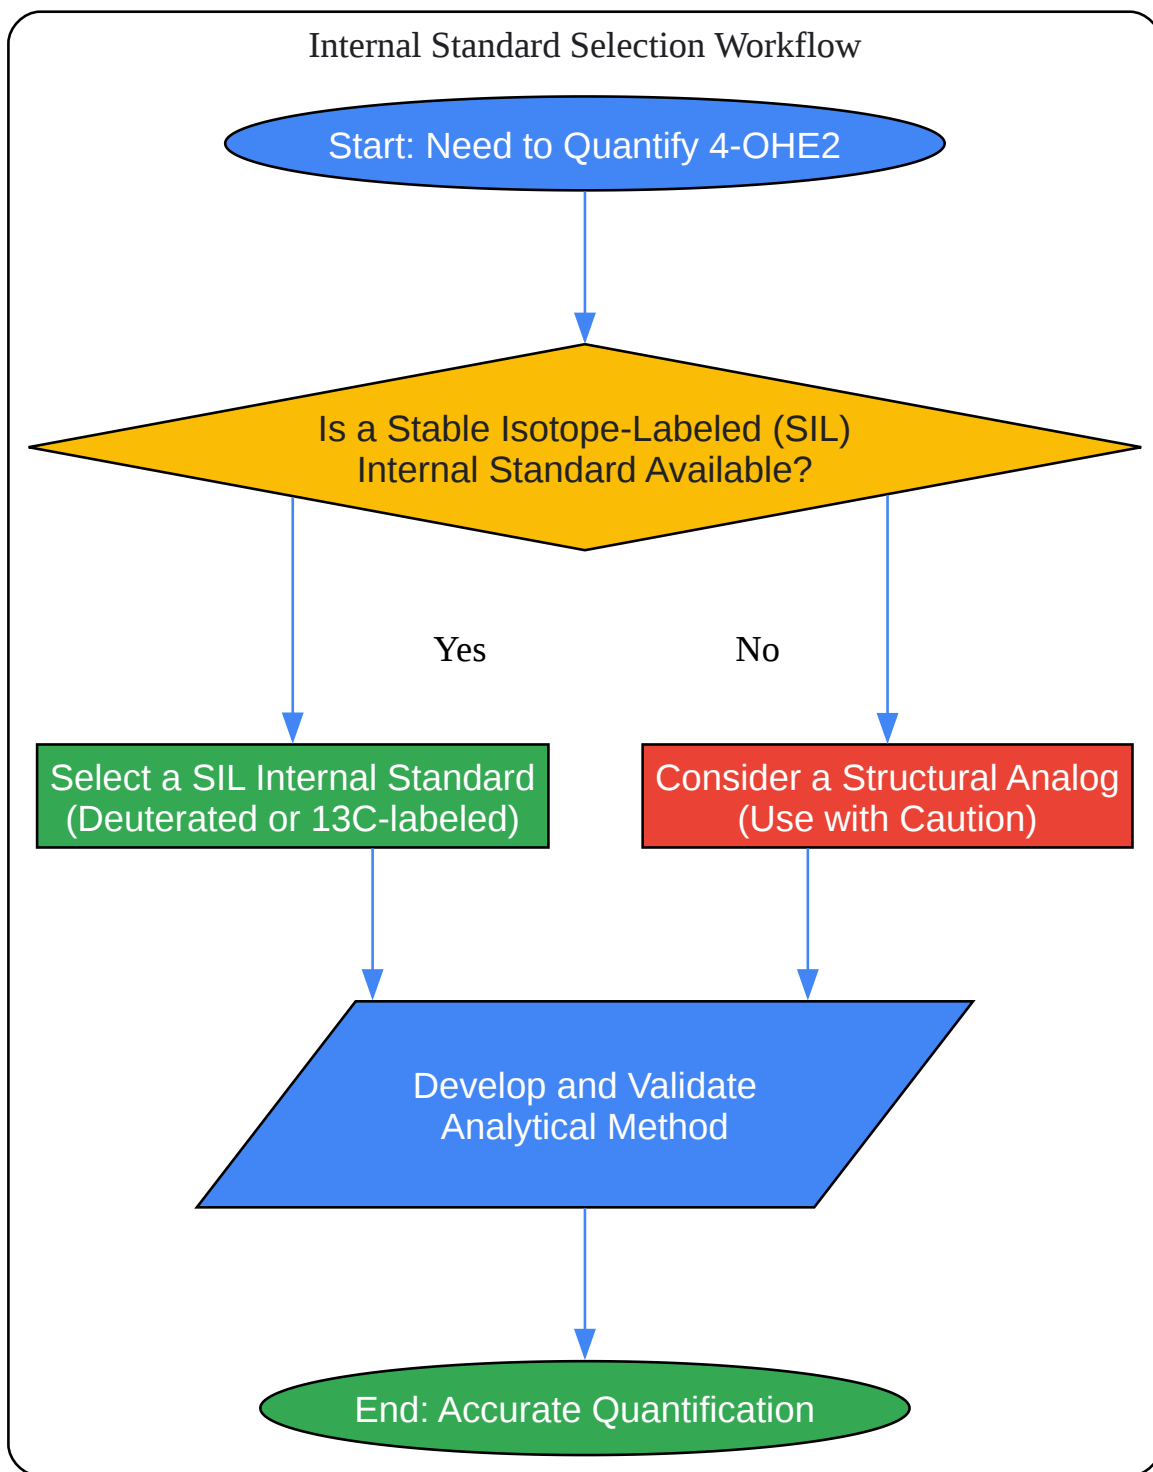 Internal Standard Selection Workflow
Start: Need to Quantify 4-OHE2
Is a Stable Isotope-Labeled (SIL)
Internal Standard Available?
Yes
No
Select a SIL Internal Standard
(Deuterated or 13C-labeled)
Consider a Structural Analog
(Use with Caution)
Develop and Validate
Analytical Method
End: Accurate Quantification